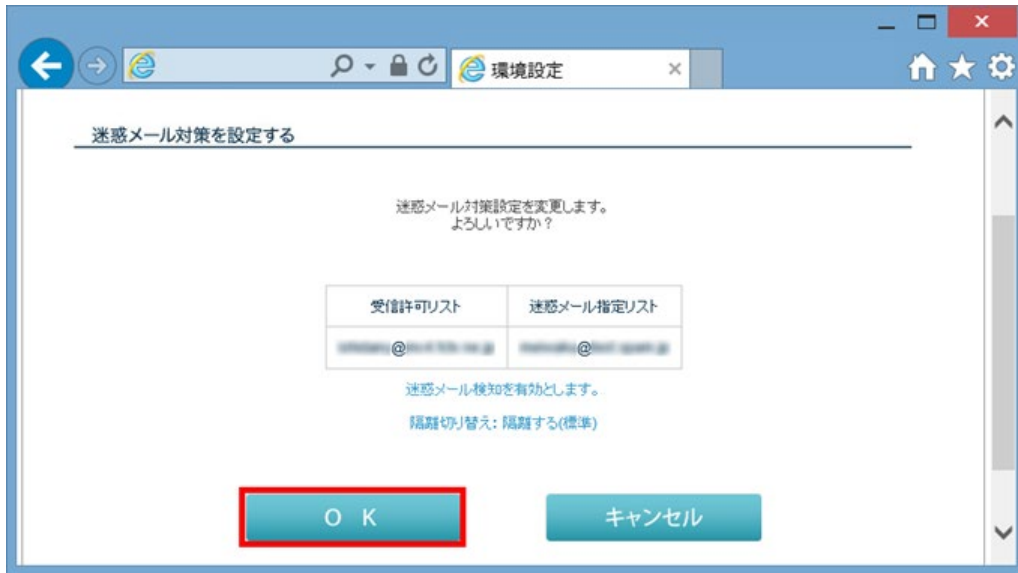 環境設定
迷惑メール対策を設定する
迷惑メール対策設定を変更します。
よろしいですか？
受信許可リスト 迷惑メール指定リスト
@ @
迷惑メール検知を有効とします。
隔離切り替え: 隔離する(標準)
O K キャンセル